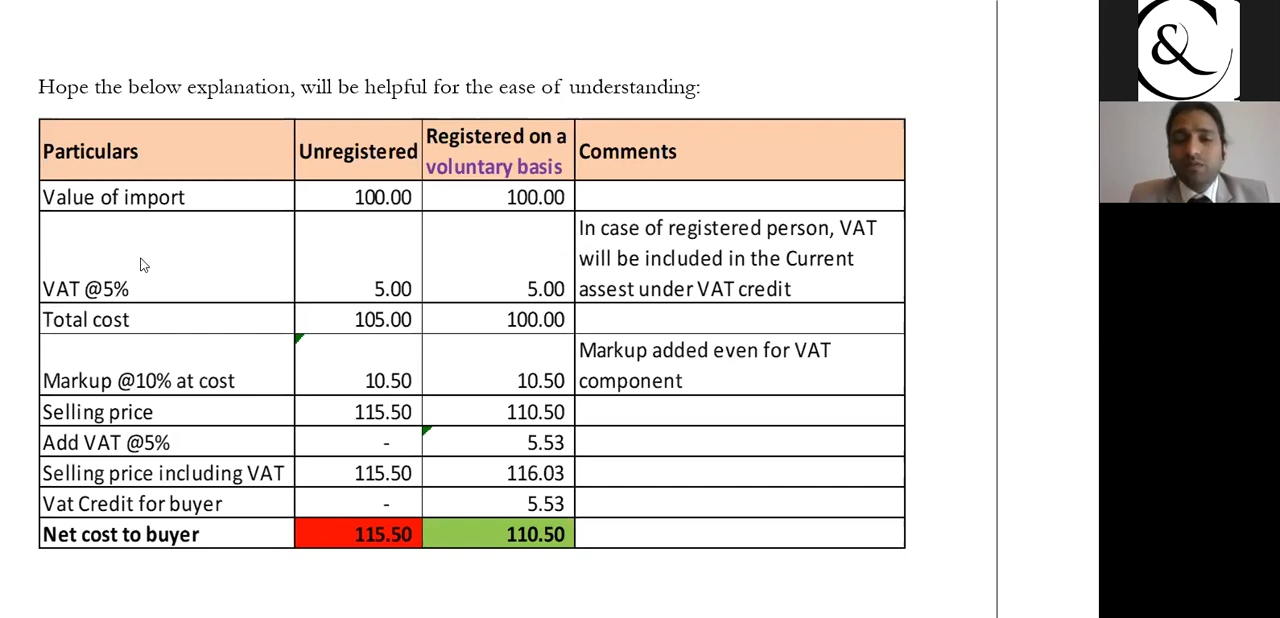 &
Hope the below explanation, will be helpful for the ease of understanding:
Particulars Unregistered Registered on a voluntary basis Comments
Value of import 100.00 100.00
In case of registered person, VAT
will be included in the Current
VAT @5% 5.00 5.00 assest under VAT credit
Total cost 105.00 100.00
Markup added even for VAT
Markup @10% at cost 10.50 10.50 component
Selling price 115.50 110.50
Add VAT @5% - 5.53
Selling price including VAT 115.50 116.03
Vat Credit for buyer - 5.53
Net cost to buyer 115.50 110.50